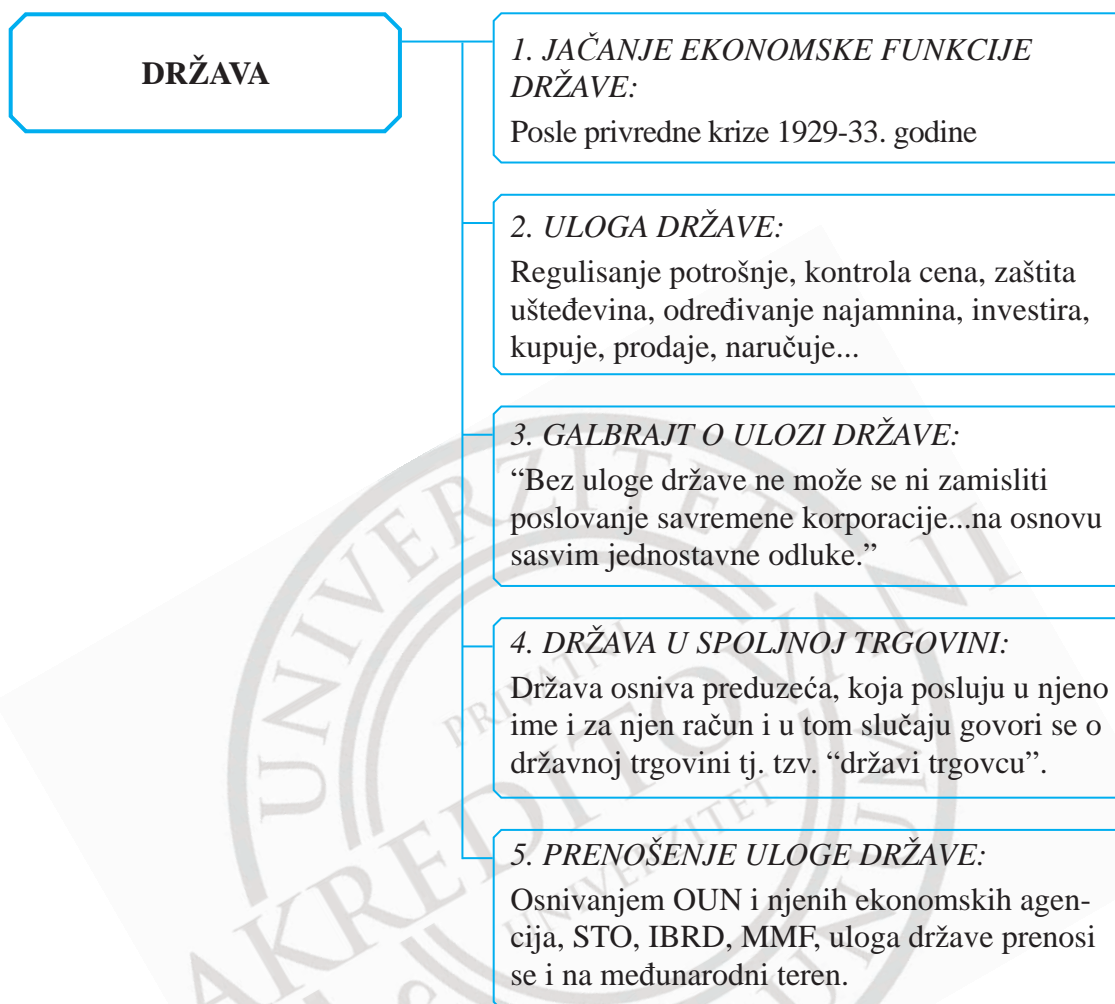 DRŽAVA
1. JAČANJE EKONOMSKE FUNKCIJE
DRŽAVE:
Posle privredne krize 1929-33. godine
2. ULOGA DRŽAVE:
Regulisanje potrošnje, kontrola cena, zaštita
ušteđevina, određivanje najamnina, investira,
kupuje, prodaje, naručuje...
3. GALBRAJT O ULOZI DRŽAVE:
“Bez uloge države ne može se ni zamisliti
poslovanje savremene korporacije...na osnovu
sasvim jednostavne odluke.”
4. DRŽAVA U SPOLJNOJ TRGOVINI:
Država osniva preduzeća, koja posluju u njeno
ime i za njen račun i u tom slučaju govori se o
državnoj trgovini tj. tzv. “državi trgovcu”.
5. PRENOŠENJE ULOGE DRŽAVE:
Osnivanjem OUN i njenih ekonomskih agen-
cija, STO, IBRD, MMF, uloga države prenosi
se i na međunarodni teren.
UNIVERZITET
PRIVATNI
AKREDITOVANI
UNIVERZITET